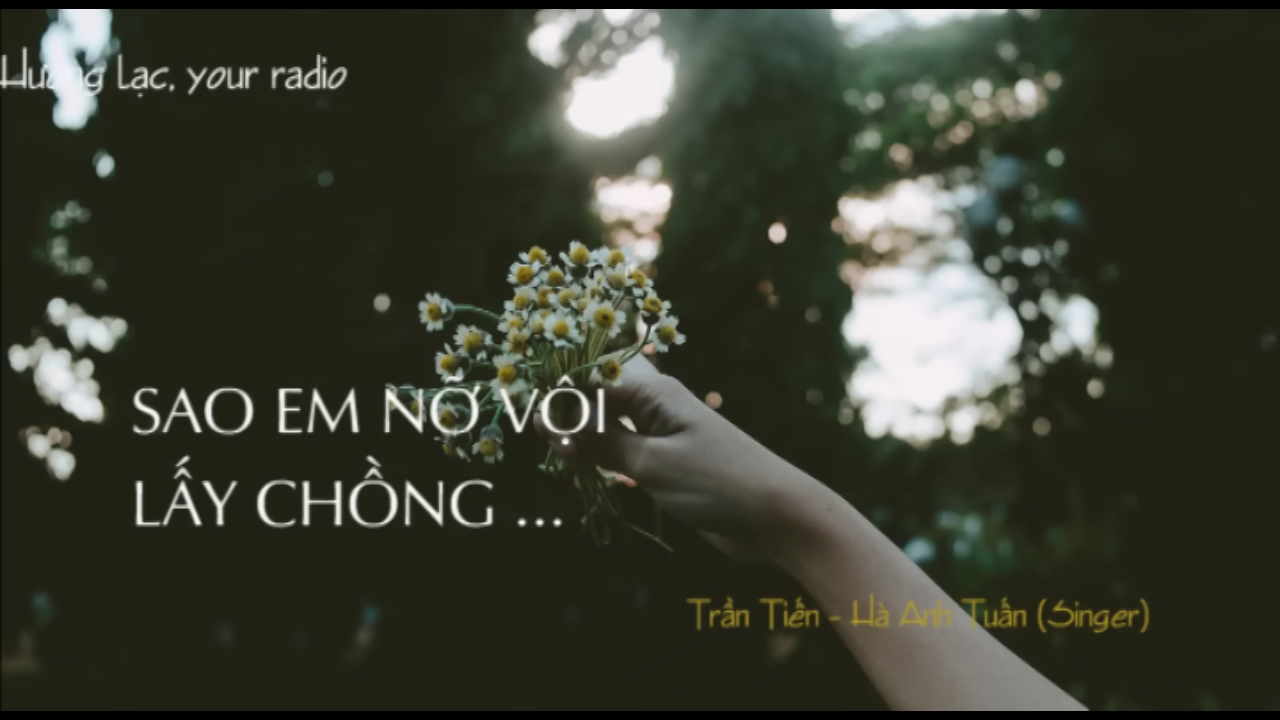 Hương Lạc, your radio
SAO EM NỠ VỘI
LẤY CHỒNG ...
Trần Tiến - Hà Anh Tuấn (Singer)